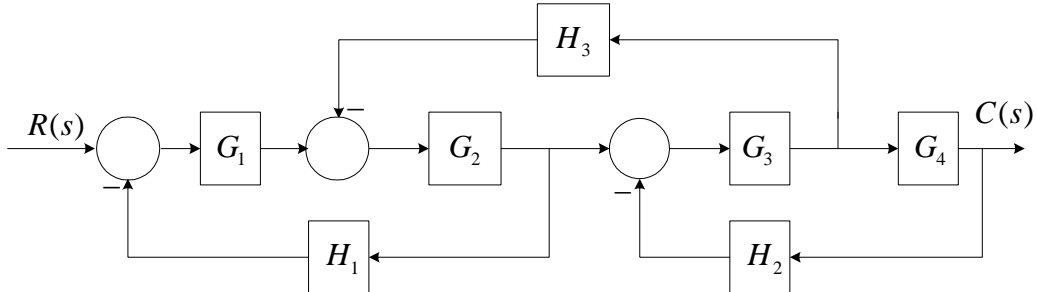 H₃
−
R(s)
G₁
G₂
G₃
G₄
C(s)
−
−
H₁
H₂